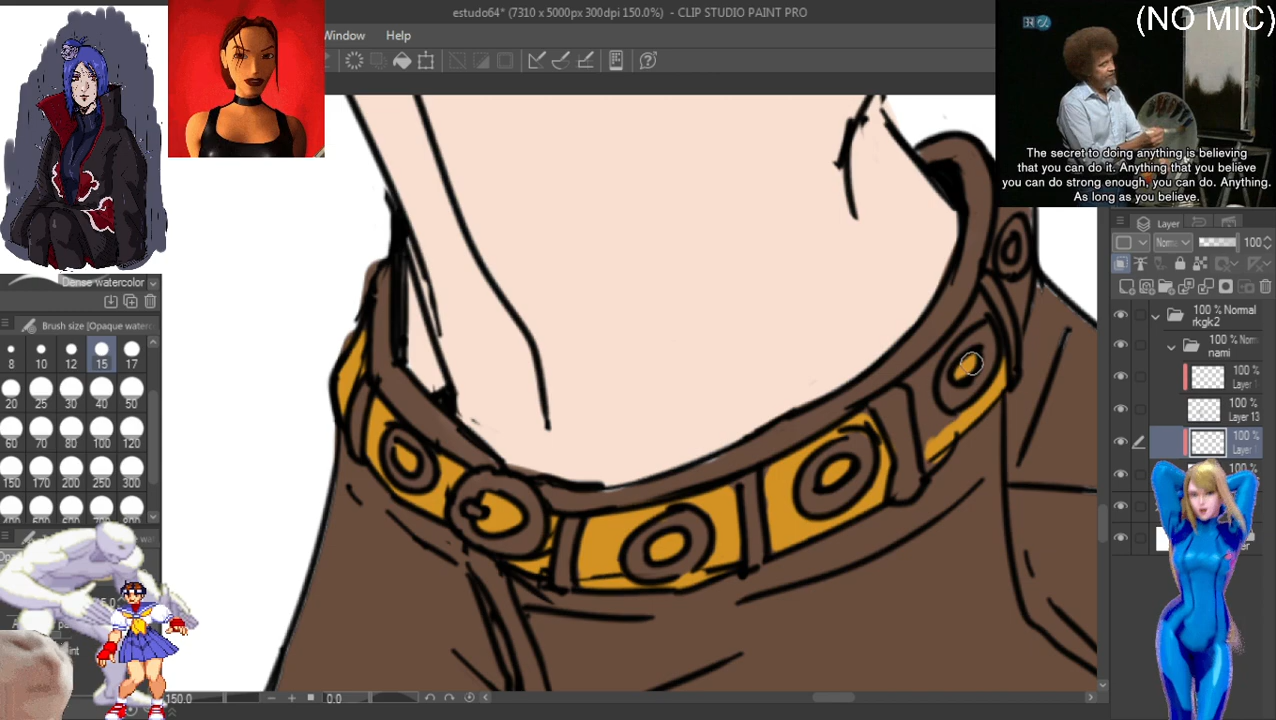 estudo64* (7310 x 5000px 300dpi 150.0%) - CLIP STUDIO PAINT PRO
(NO MIC)
Window Help
The secret to doing anything is believing
that you can do it. Anything that you believe
you can do strong enough, you can do. Anything.
As long as you believe.
Layer
100
Dense watercolor
Brush size [Opaque
8 10 12 15 17
20 25 30 40 50
60 70 80 100 120
150 170 200 250 300
100 % Normal
rkgk2
100 %
nami
100 %
100 %
Layer 13
100 %
100 %
150.0
0.0